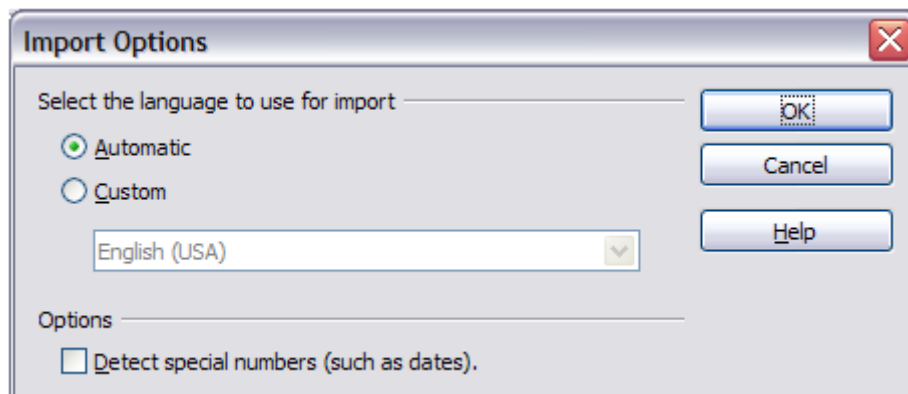 Import Options
Select the language to use for import
OK
Automatic
Cancel
Custom
Help
English (USA)
Options
Detect special numbers (such as dates).